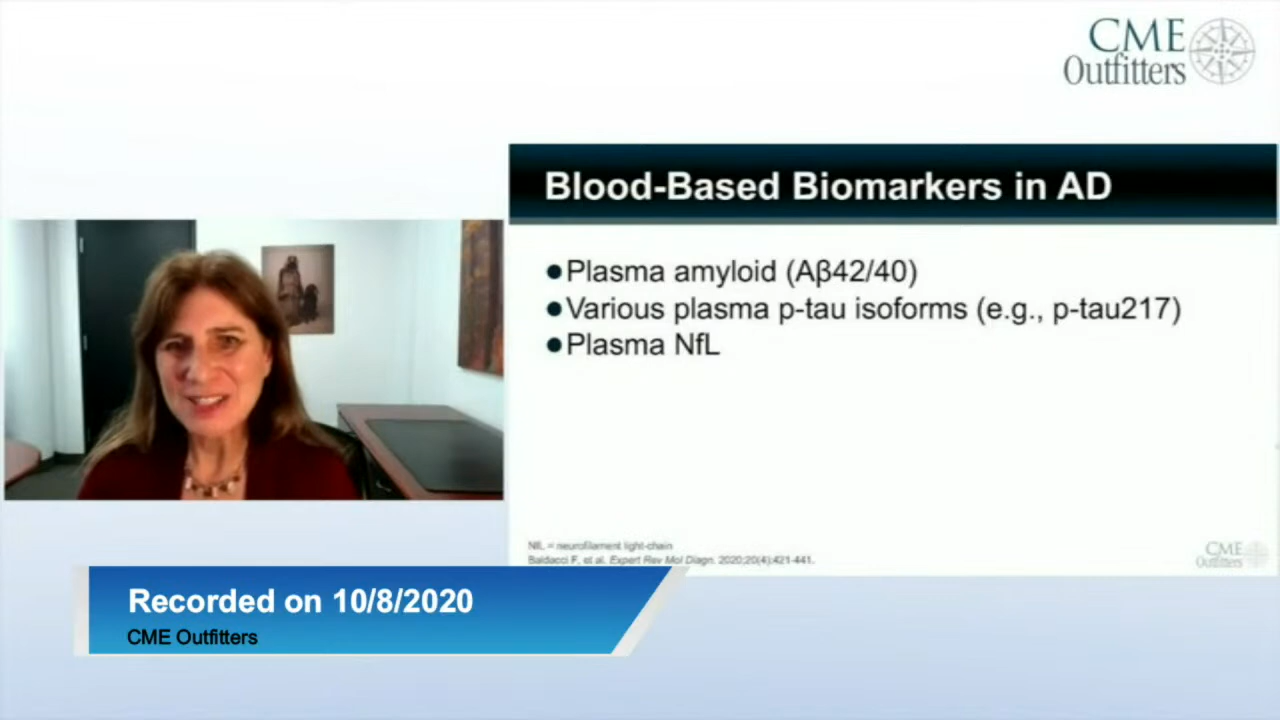 CME
Outfitters
Blood-Based Biomarkers in AD
●Plasma amyloid (Aβ42/40)
●Various plasma p-tau isoforms (e.g., p-tau217)
●Plasma NfL
NfL = neurofilament light-chain
Baldacci F, et al. Expert Rev Mol Diagn. 2020;20(4):421-441.
CME
Outfitters
Recorded on 10/8/2020
CME Outfitters